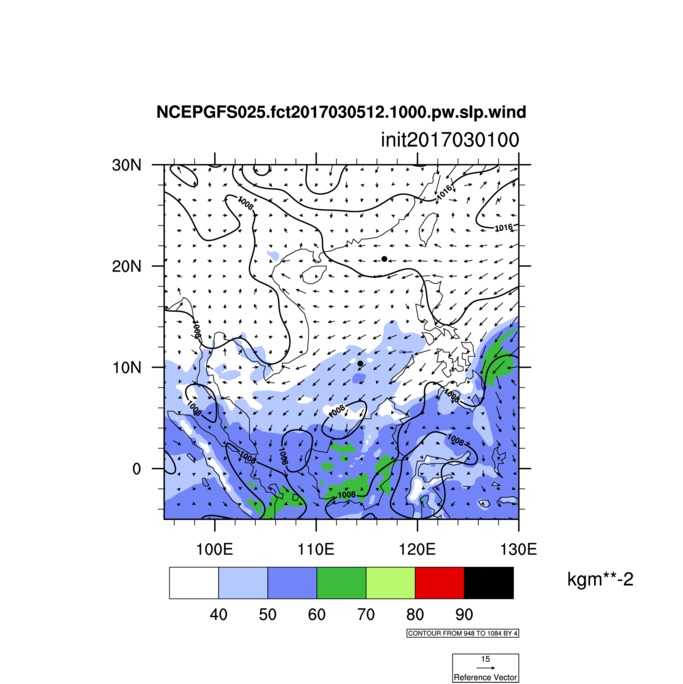 NCEPGFS025.fct2017030512.1000.pw.slp.wind
init2017030100
30N
1008
1016
1016
20N
1008
10N
1008
1008
1008
1008
1008
1008
0
1008
100E 110E 120E 130E
kgm**-2
40 50 60 70 80 90
CONTOUR FROM 948 TO 1084 BY 4
15
Reference Vector